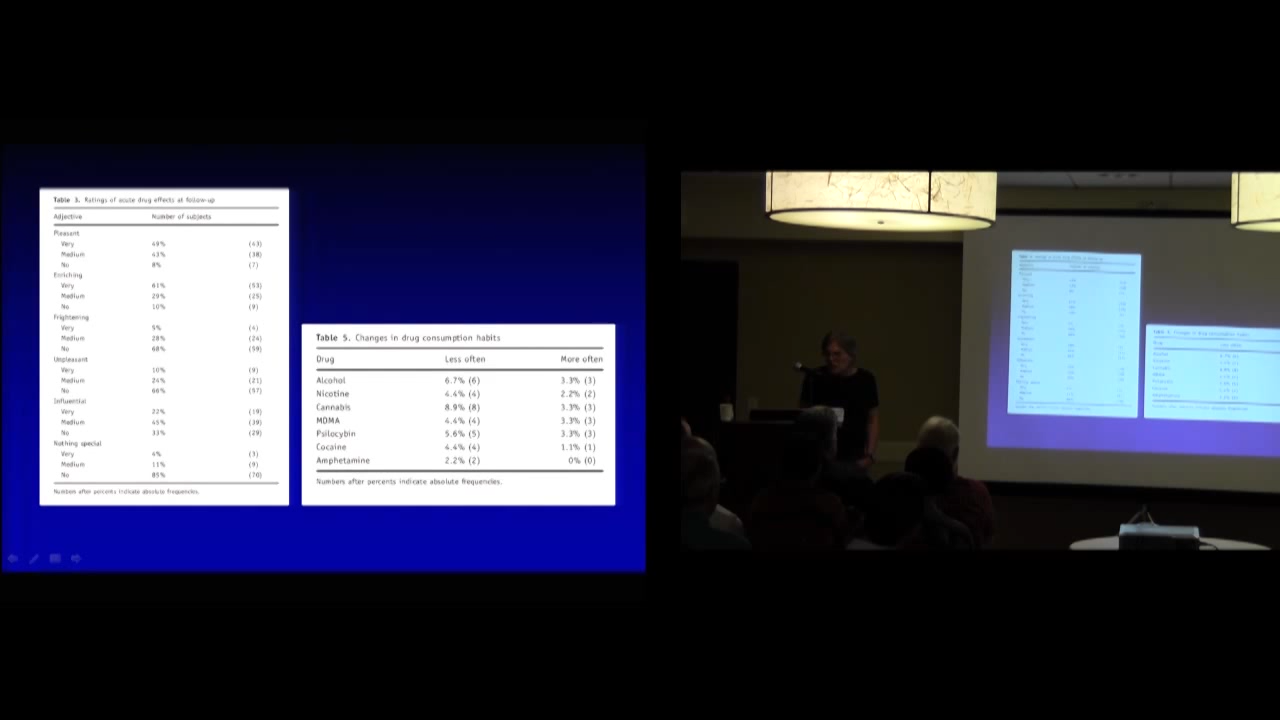 Table 3. Ratings of acute drug effects at follow-up
Adjective Number of subjects
Pleasant
Very 49% (43)
Medium 43% (38)
No 8% (7)
Enriching
Very 61% (53)
Medium 29% (25)
No 10% (9)
Frightening
Very 5% (4)
Medium 28% (24)
No 68% (59)
Unpleasant
Very 10% (9)
Medium 24% (21)
No 66% (57)
Influential
Very 22% (19)
Medium 45% (39)
No 33% (29)
Nothing special
Very 4% (3)
Medium 11% (9)
No 85% (70)
Numbers after percents indicate absolute frequencies.
Table 5. Changes in drug consumption habits
Drug Less often More often
Alcohol 6.7% (6) 3.3% (3)
Nicotine 4.4% (4) 2.2% (2)
Cannabis 8.9% (8) 3.3% (3)
MDMA 4.4% (4) 3.3% (3)
Psilocybin 5.6% (5) 3.3% (3)
Cocaine 4.4% (4) 1.1% (1)
Amphetamine 2.2% (2) 0% (0)
Numbers after percents indicate absolute frequencies.